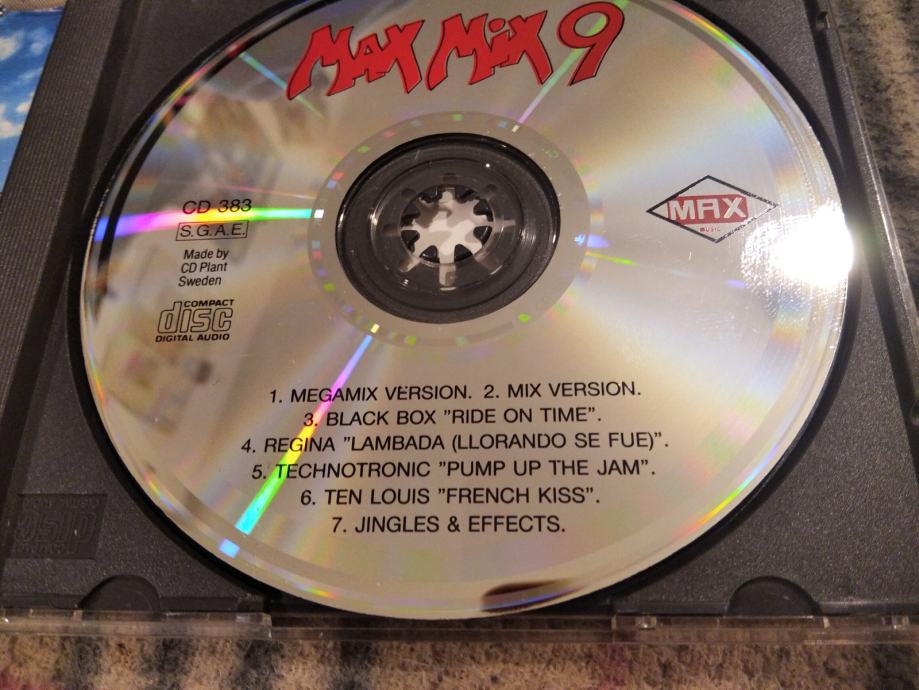 MAX MIX 9
CD 383
S.G.A.E.
Made by
CD Plant
Sweden
COMPACT
disc
DIGITAL AUDIO
MAX
MUSIC
1. MEGAMIX VERSION. 2. MIX VERSION.
3. BLACK BOX "RIDE ON TIME".
4. REGINA "LAMBADA (LLORANDO SE FUE)".
5. TECHNOTRONIC "PUMP UP THE JAM".
6. TEN LOUIS "FRENCH KISS".
7. JINGLES & EFFECTS.